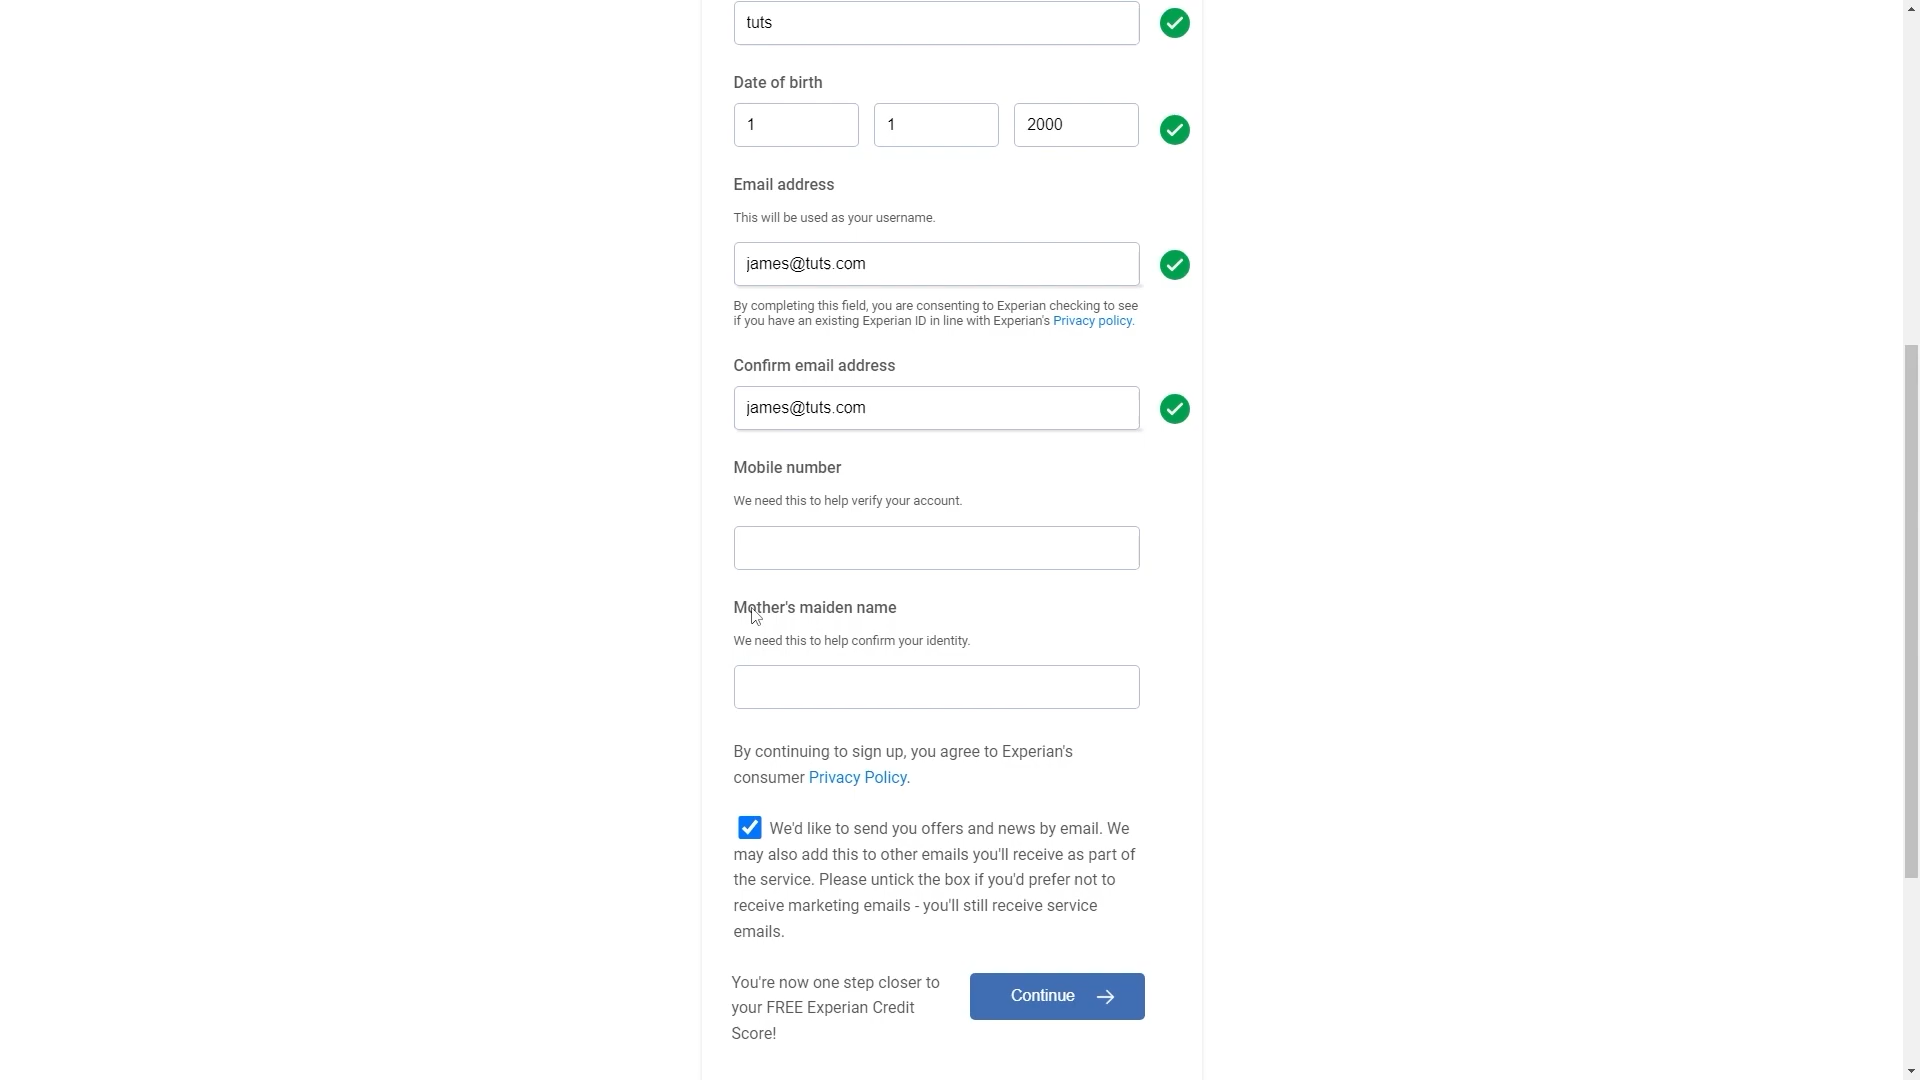 tuts
Date of birth
1 1 2000
Email address
This will be used as your username.
james@tuts.com
By completing this field, you are consenting to Experian checking to see
if you have an existing Experian ID in line with Experian's Privacy policy.
Confirm email address
james@tuts.com
Mobile number
We need this to help verify your account.
Mother's maiden name
We need this to help confirm your identity.
By continuing to sign up, you agree to Experian's
consumer Privacy Policy.
We'd like to send you offers and news by email. We
may also add this to other emails you'll receive as part of
the service. Please untick the box if you'd prefer not to
receive marketing emails - you'll still receive service
emails.
You're now one step closer to
your FREE Experian Credit
Score!
Continue